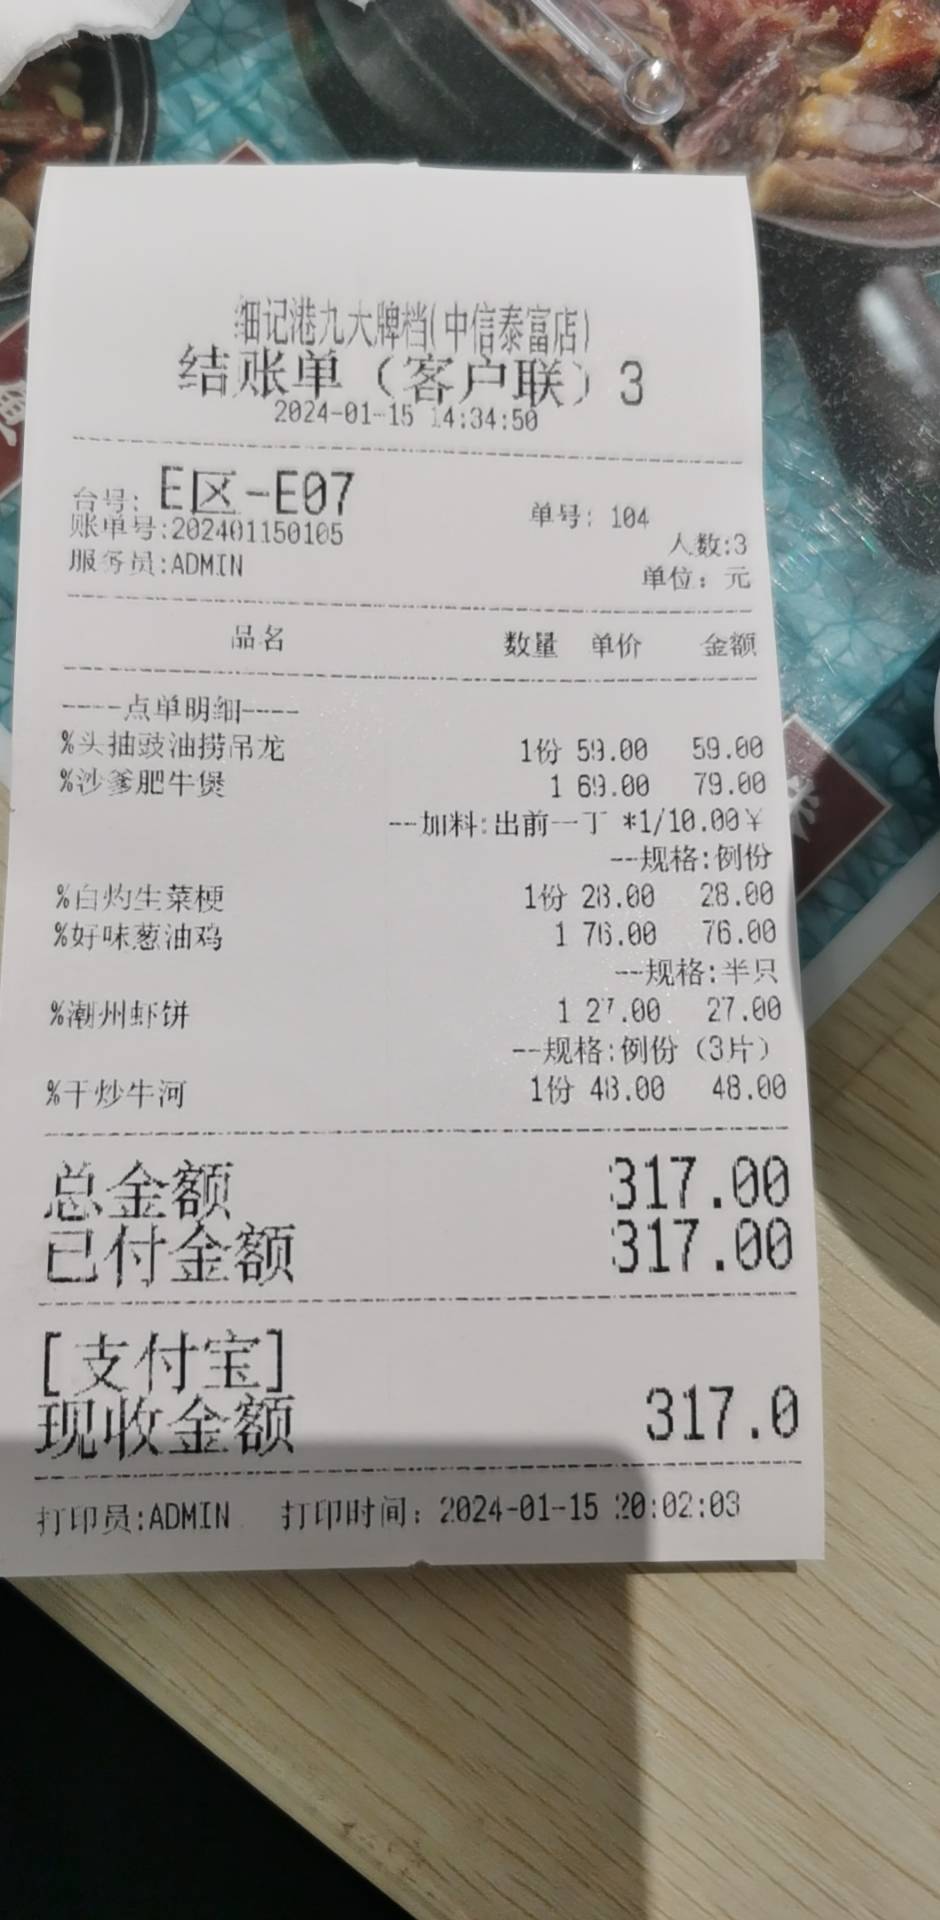 细记港九大牌档(中信泰富店)
结账单（客户联）3
2024-01-15 14:34:50
台号: E区-E07 单号: 104
账单号:202401150105 人数:3
服务员:ADMIN 单位: 元
品名 数量 单价 金额
----点单明细----
%头抽豉油捞吊龙 1份 59.00 59.00
%沙爹肥牛煲 1 69.00 79.00
--加料:出前一丁 *1/10.00¥
--规格:例份
%白灼生菜梗 1份 28.00 28.00
%好味葱油鸡 1 76.00 76.00
--规格:半只
%潮州虾饼 1 27.00 27.00
--规格:例份（3片）
%干炒牛河 1份 48.00 48.00
总金额 317.00
已付金额 317.00
[支付宝]
现收金额 317.0
打印员:ADMIN 打印时间: 2024-01-15 20:02:03